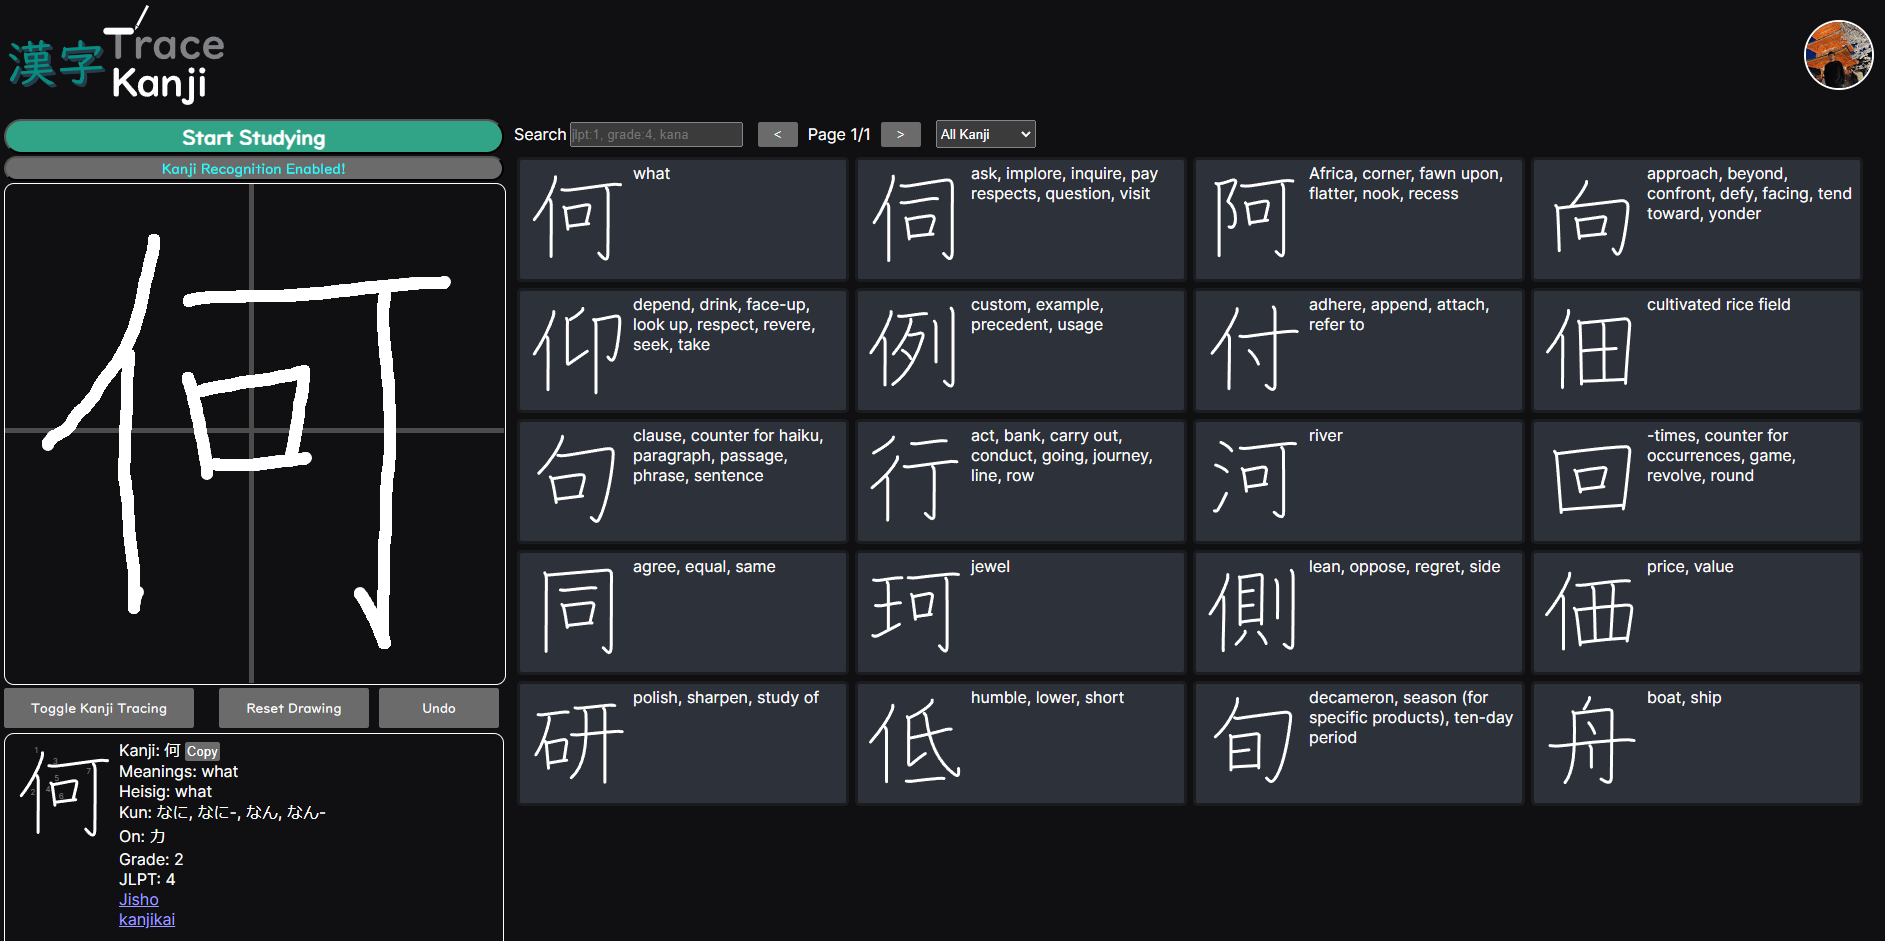 漢字 Trace
Kanji
Start Studying
Kanji Recognition Enabled!
何
Toggle Kanji Tracing
Reset Drawing
Undo
何
1
2
3
4
5
6
7
Kanji: 何 Copy
Meanings: what
Heisig: what
Kun: なに, なに-, なん, なん-
On: カ
Grade: 2
JLPT: 4
Jisho
kanjikai
Search jlpt:1, grade:4, kana < Page 1/1 > All Kanji
何
what
伺
ask, implore, inquire, pay
respects, question, visit
阿
Africa, corner, fawn upon,
flatter, nook, recess
向
approach, beyond,
confront, defy, facing, tend
toward, yonder
仰
depend, drink, face-up,
look up, respect, revere,
seek, take
例
custom, example,
precedent, usage
付
adhere, append, attach,
refer to
佃
cultivated rice field
句
clause, counter for haiku,
paragraph, passage,
phrase, sentence
行
act, bank, carry out,
conduct, going, journey,
line, row
河
river
回
-times, counter for
occurrences, game,
revolve, round
同
agree, equal, same
珂
jewel
側
lean, oppose, regret, side
価
price, value
研
polish, sharpen, study of
低
humble, lower, short
旬
decameron, season (for
specific products), ten-day
period
舟
boat, ship